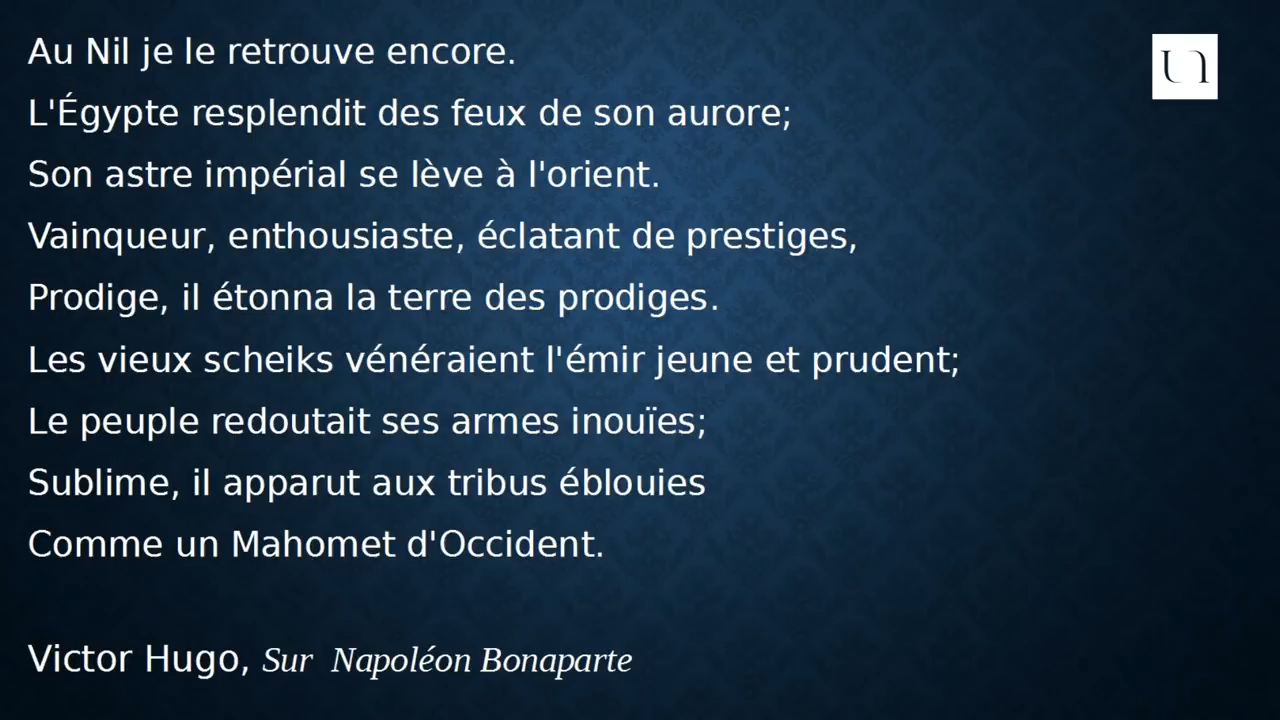 Au Nil je le retrouve encore.
L'Égypte resplendit des feux de son aurore;
Son astre impérial se lève à l'orient.
Vainqueur, enthousiaste, éclatant de prestiges,
Prodige, il étonna la terre des prodiges.
Les vieux scheiks vénéraient l'émir jeune et prudent;
Le peuple redoutait ses armes inouïes;
Sublime, il apparut aux tribus éblouies
Comme un Mahomet d'Occident.
Victor Hugo, Sur Napoléon Bonaparte